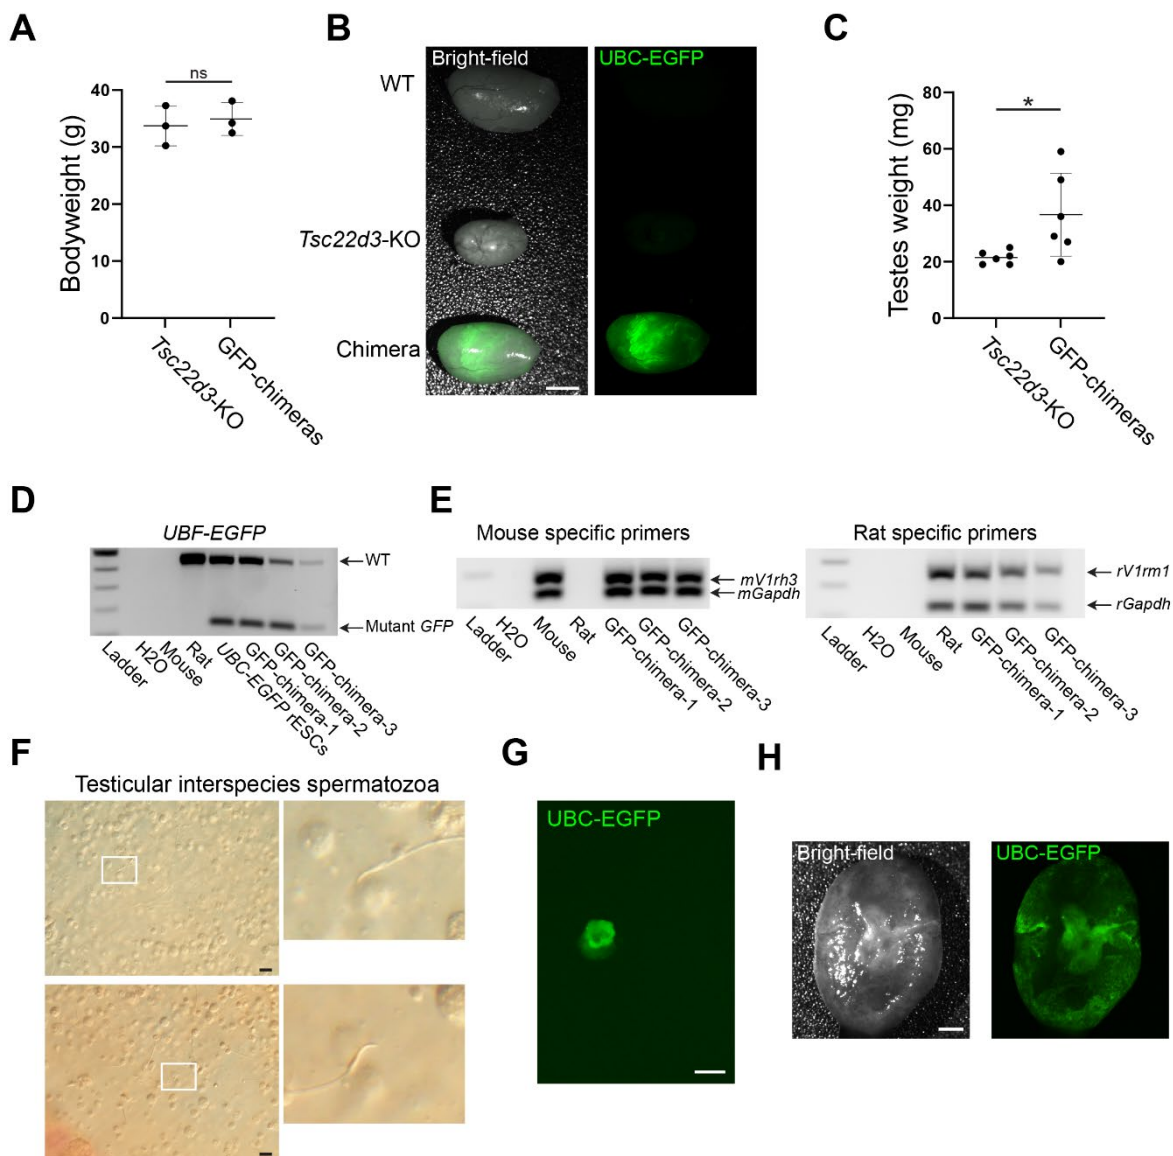 A
Bodyweight (g)
40
30
20
10
0
ns
Tsc22d3-KO
GFP-chimeras
B
Bright-field
UBC-EGFP
WT
Tsc22d3-KO
Chimera
C
Testes weight (mg)
80
60
40
20
0
*
Tsc22d3-KO
GFP-chimeras
D
UBF-EGFP
WT
Mutant GFP
Ladder
H2O
Mouse
Rat
UBC-EGFP rESCs
GFP-chimera-1
GFP-chimera-2
GFP-chimera-3
E
Mouse specific primers
mV1rh3
mGapdh
Ladder
H2O
Mouse
Rat
GFP-chimera-1
GFP-chimera-2
GFP-chimera-3
Rat specific primers
rV1rm1
rGapdh
Ladder
H2O
Mouse
Rat
GFP-chimera-1
GFP-chimera-2
GFP-chimera-3
F
Testicular interspecies spermatozoa
G
UBC-EGFP
H
Bright-field
UBC-EGFP